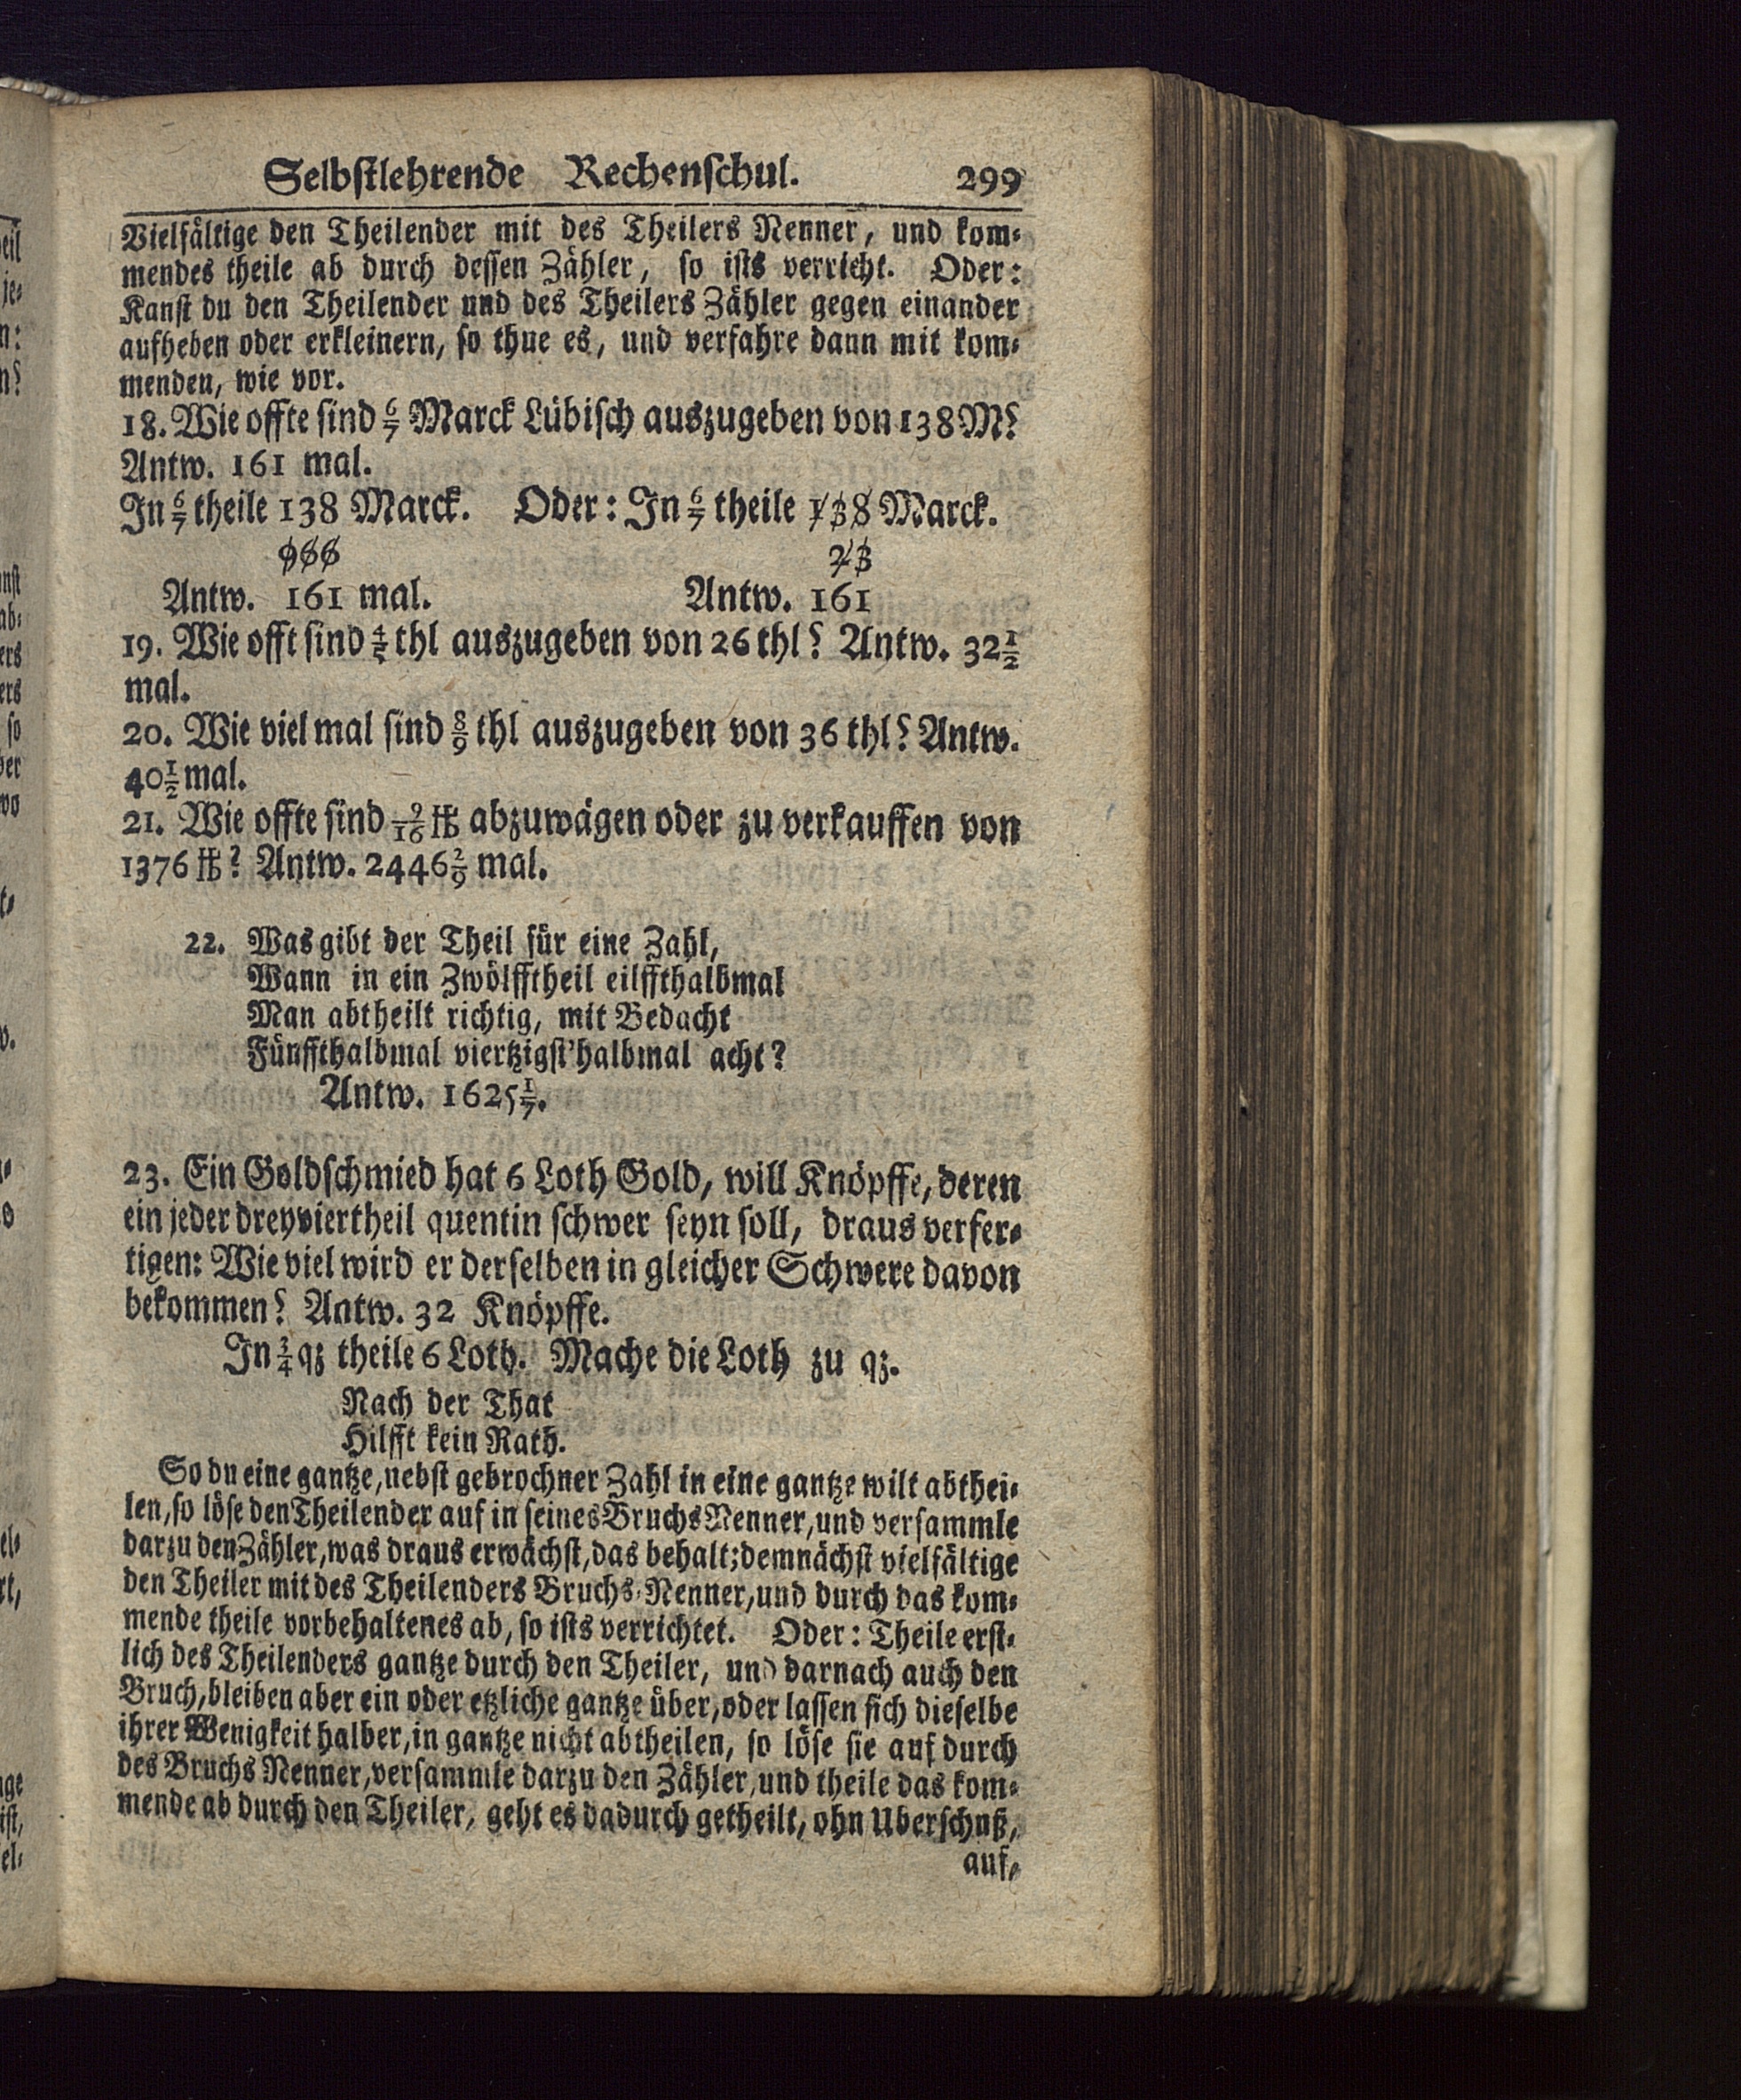 Selbstlehrende Rechenschul. 299
Vielfältige den Theilender mit des Theilers Nenner, und kom-
mendes theile ab durch dessen Zähler, so ists verricht. Oder:
Kanst du den Theilender und des Theilers Zähler gegen einander
aufheben oder erkleinern, so thue es, und verfahre dann mit kom-
menden, wie vor.
18. Wie offte sind 6/7 Marck Lübisch auszugeben von 138 M?
Antw. 161 mal.
In 6/7 theile 138 Marck. Oder: In 6/7 theile 138 Marck.
966 23
Antw. 161 mal. Antw. 161
19. Wie offt sind 4/5 thl auszugeben von 26 thl? Antw. 32 1/2
mal.
20. Wie viel mal sind 8/9 thl auszugeben von 36 thl? Antw.
40 1/2 mal.
21. Wie offte sind 9/16 ℔ abzuwägen oder zu verkauffen von
1376 ℔? Antw. 2446 2/9 mal.
22. Was gibt der Theil für eine Zahl,
Wann in ein Zwölfftheil eilffthalbmal
Man abtheilt richtig, mit Bedacht
Fünffthalbmal viertzigst'halbmal acht?
Antw. 1625 1/7.
23. Ein Goldschmied hat 6 Loth Gold, will Knöpffe, deren
ein jeder dreyviertheil quentin schwer seyn soll, draus verfer-
tigen: Wie viel wird er derselben in gleicher Schwere davon
bekommen? Antw. 32 Knöpffe.
In 3/4 qz theile 6 Loth. Mache die Loth zu qz.
Nach der That
Hilfft kein Rath.
So du eine gantze, nebst gebrochner Zahl in eine gantze wilt abthei-
len, so löse den Theilender auf in seines Bruchs Nenner, und versammle
darzu den Zähler, was draus erwächst, das behalt; demnächst vielfältige
den Theiler mit des Theilenders Bruchs-Nenner, und durch das kom-
mende theile vorbehaltenes ab, so ists verrichtet. Oder: Theile erst-
lich des Theilenders gantze durch den Theiler, und darnach auch den
Bruch, bleiben aber ein oder etzliche gantze über, oder lassen sich dieselbe
ihrer Wenigkeit halber, in gantze nicht abtheilen, so löse sie auf durch
des Bruchs Nenner, versammle darzu den Zähler, und theile das kom-
mende ab durch den Theiler, geht es dadurch getheilt, ohn Uberschuß,
auf,